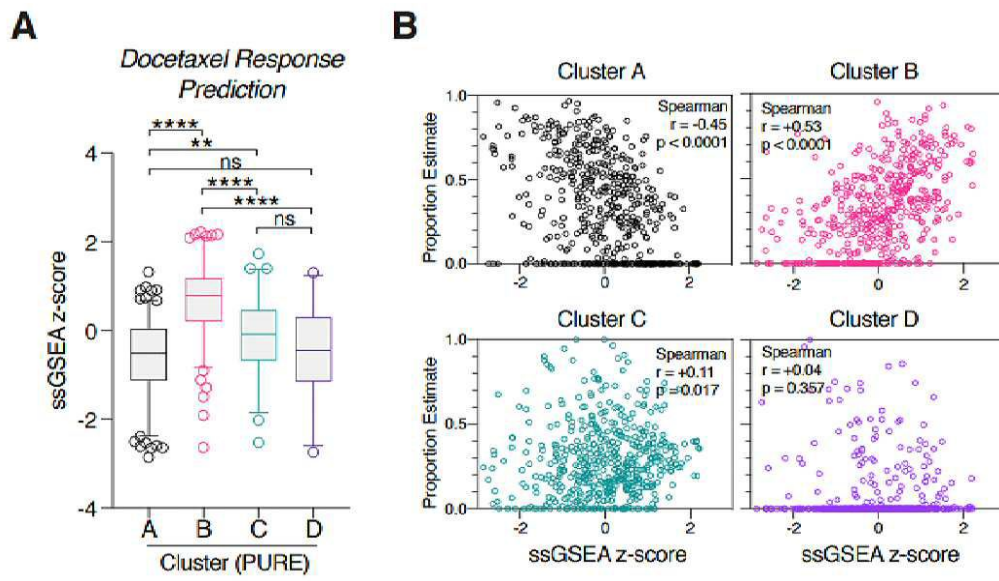 A
Docetaxel Response
Prediction
****
**
ns
****
****
ns
4
2
0
-2
-4
ssGSEA z-score
A B C D
Cluster (PURE)
B
Cluster A
Cluster B
1.0
0.5
0.0
Proportion Estimate
Spearman
r = -0.45
p < 0.0001
Spearman
r = +0.53
p < 0.0001
-2 0 2
-2 0 2
Cluster C
Cluster D
1.0
0.5
0.0
Proportion Estimate
Spearman
r = +0.11
p = 0.017
Spearman
r = +0.04
p = 0.357
-2 0 2
-2 0 2
ssGSEA z-score
ssGSEA z-score